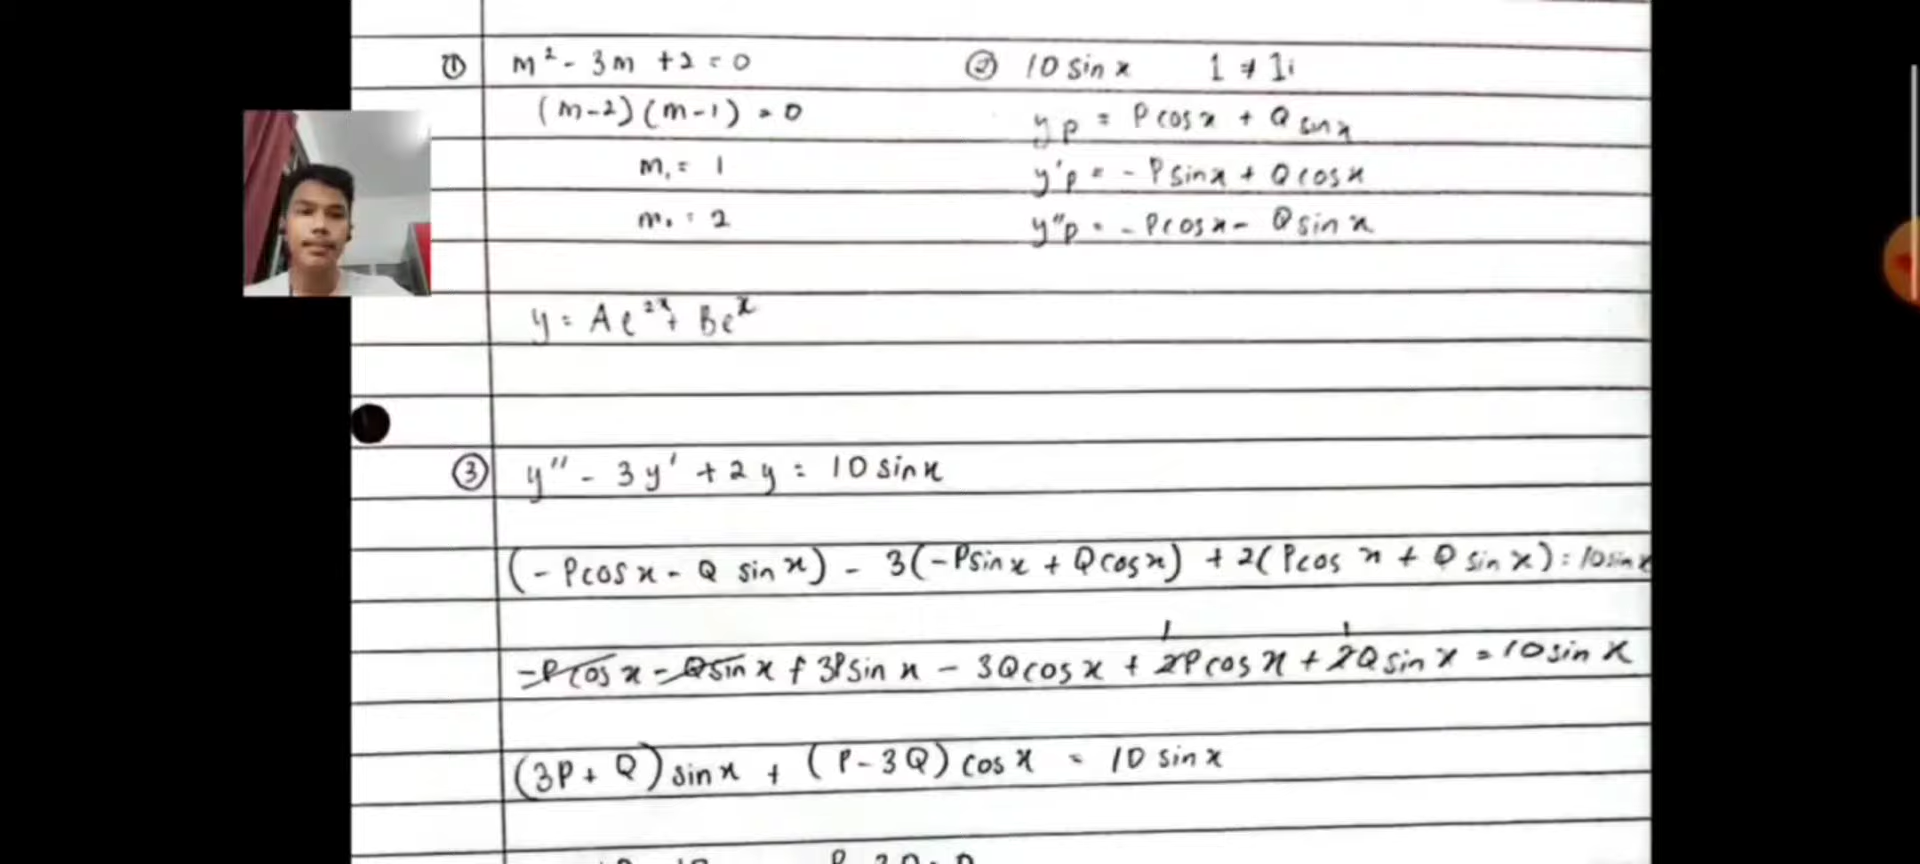 ① m² - 3m + 2 = 0
(m-2)(m-1) = 0
m₁ = 1
m₂ = 2
y = Ae²ˣ + Beˣ
② 10 sin x 1 ≠ 1i
yp = P cos x + Q sin x
y'p = - P sin x + Q cos x
y"p = - P cos x - Q sin x
③ y" - 3y' + 2y = 10 sin x
(- P cos x - Q sin x) - 3(-P sin x + Q cos x) + 2(P cos x + Q sin x) = 10 sin x
-P cos x - Q sin x + 3P sin x - 3Q cos x + 2P cos x + 2Q sin x = 10 sin x
(3P + Q) sin x + (P - 3Q) cos x = 10 sin x